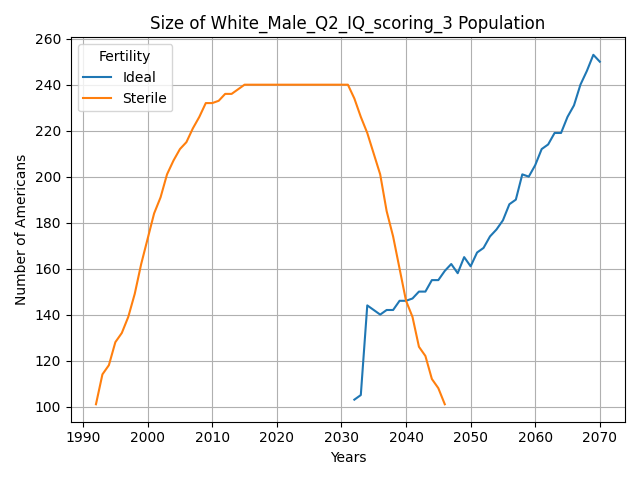 Size of White_Male_Q2_IQ_scoring_3 Population
Number of Americans
260
240
220
200
180
160
140
120
100
Fertility
Ideal
Sterile
1990 2000 2010 2020 2030 2040 2050 2060 2070
Years